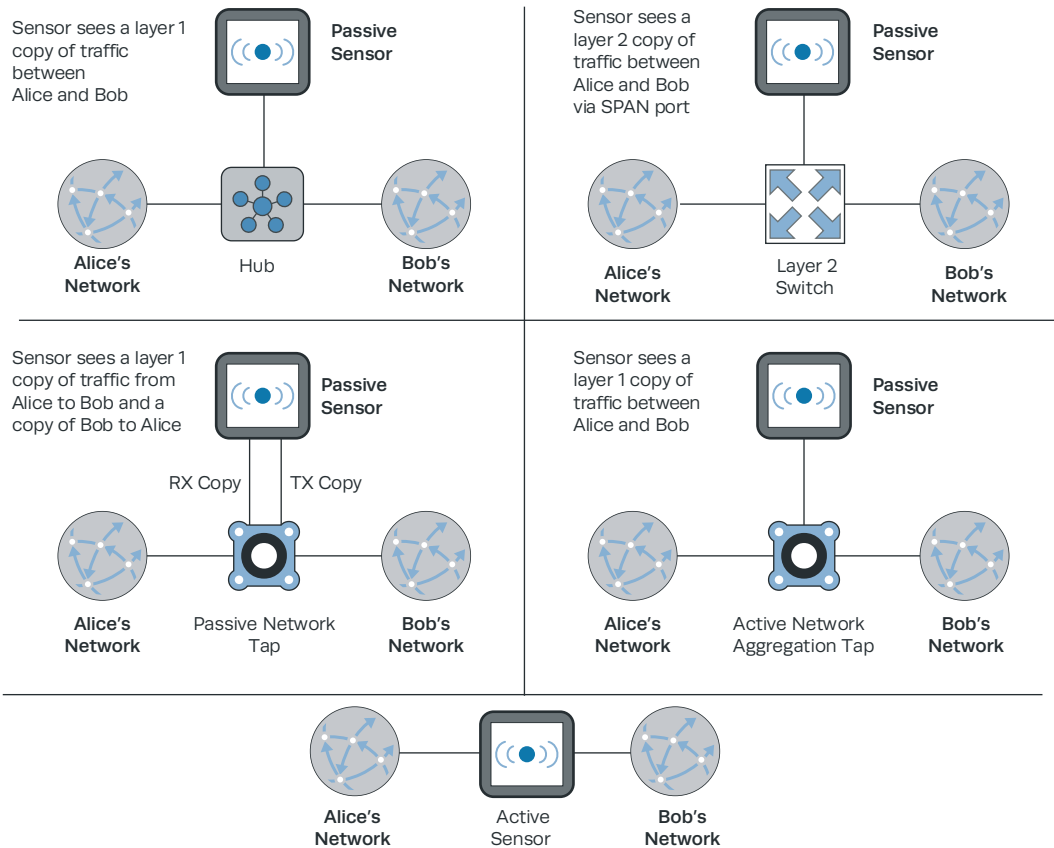 Sensor sees a layer 1
copy of traffic
between
Alice and Bob
Passive
Sensor
Alice's
Network
Hub
Bob's
Network
Sensor sees a
layer 2 copy of
traffic between
Alice and Bob
via SPAN port
Passive
Sensor
Alice's
Network
Layer 2
Switch
Bob's
Network
Sensor sees a layer 1
copy of traffic from
Alice to Bob and a
copy of Bob to Alice
Passive
Sensor
RX Copy
TX Copy
Alice's
Network
Passive Network
Tap
Bob's
Network
Sensor sees a
layer 1 copy of
traffic between
Alice and Bob
Passive
Sensor
Alice's
Network
Active Network
Aggregation Tap
Bob's
Network
Alice's
Network
Active
Sensor
Bob's
Network